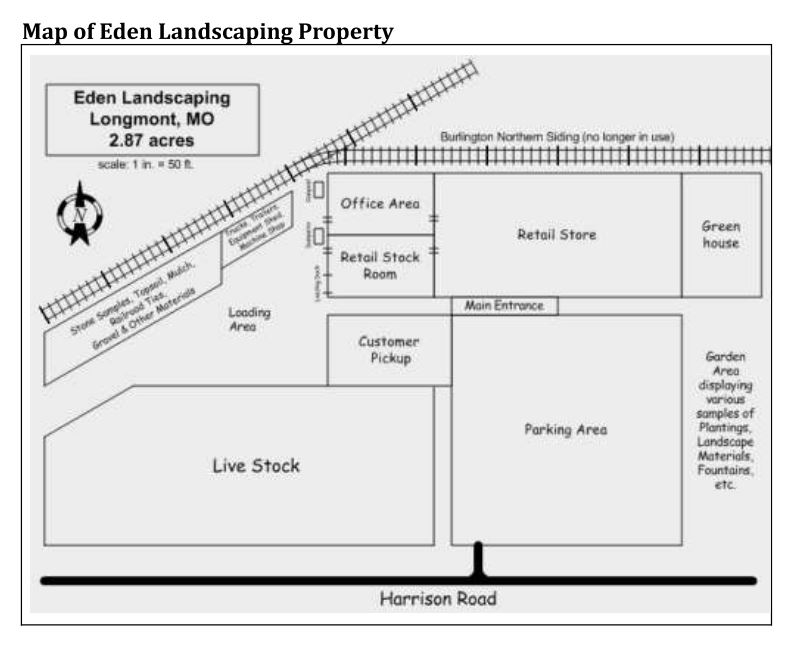 Map of Eden Landscaping Property
Eden Landscaping
Longmont, MO
2.87 acres
scale: 1 in. = 50 ft.
Burlington Northern Siding (no longer in use)
N
Office Area
Retail Store
Green
house
Trucks, Trailers,
Equipment Shed,
Machine Shop
Dumpster
Retail Stock
Room
Loading Dock
Stone Samples, Topsoil, Mulch,
Railroad Ties,
Gravel & Other Materials
Loading
Area
Main Entrance
Customer
Pickup
Garden
Area
displaying
various
samples of
Plantings,
Landscape
Materials,
Fountains,
etc.
Parking Area
Live Stock
Harrison Road